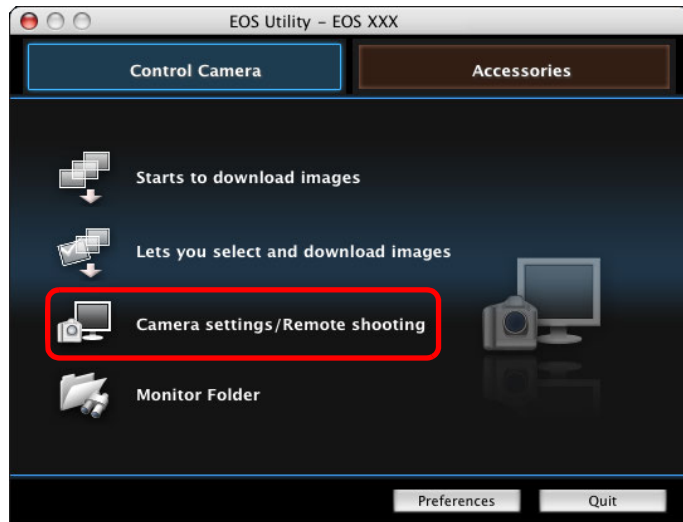 EOS Utility – EOS XXX
Control Camera
Accessories
Starts to download images
Lets you select and download images
Camera settings/Remote shooting
Monitor Folder
Preferences
Quit